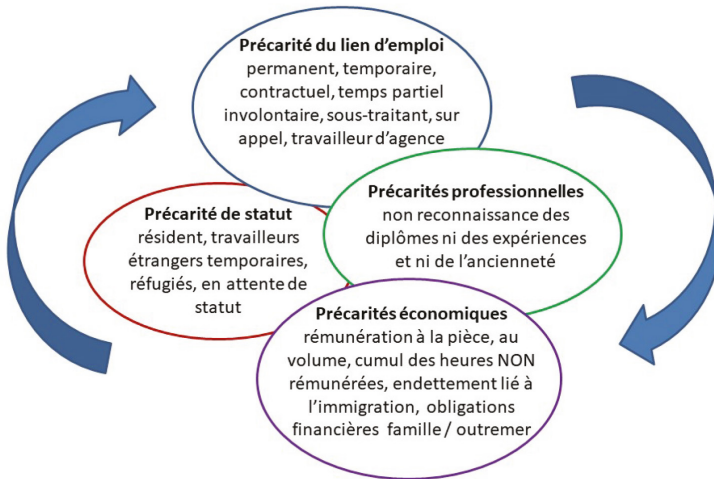 Précarité du lien d'emploi
permanent, temporaire,
contractuel, temps partiel
involontaire, sous-traitant, sur
appel, travailleur d'agence
Précarités professionnelles
non reconnaissance des
diplômes ni des expériences
et ni de l'ancienneté
Précarité de statut
résident, travailleurs
étrangers temporaires,
réfugiés, en attente de
statut
Précarités économiques
rémunération à la pièce, au
volume, cumul des heures NON
rémunérées, endettement lié à
l'immigration, obligations
financières famille / outremer